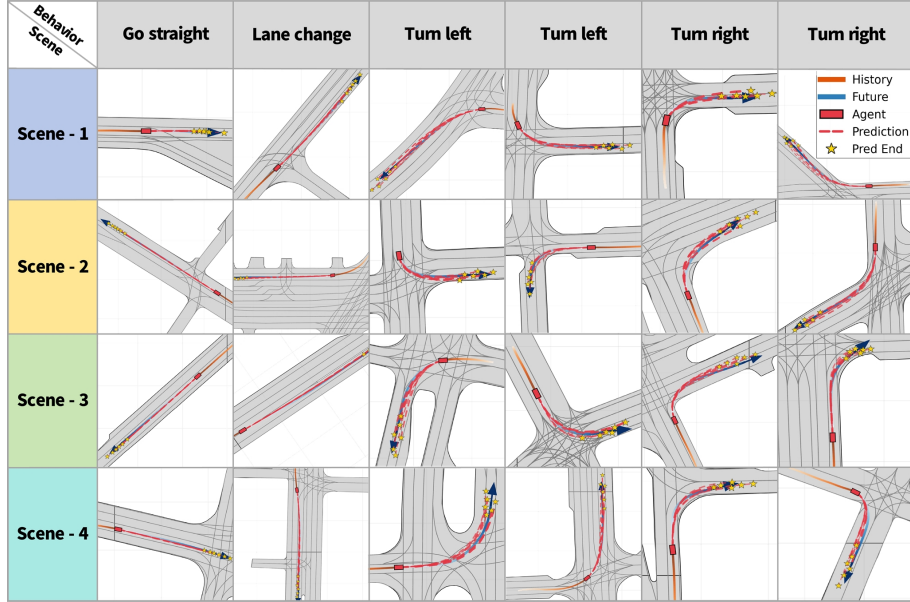 Behavior
Scene
Go straight
Lane change
Turn left
Turn left
Turn right
Turn right
Scene - 1
History
Future
Agent
Prediction
Pred End
Scene - 2
Scene - 3
Scene - 4